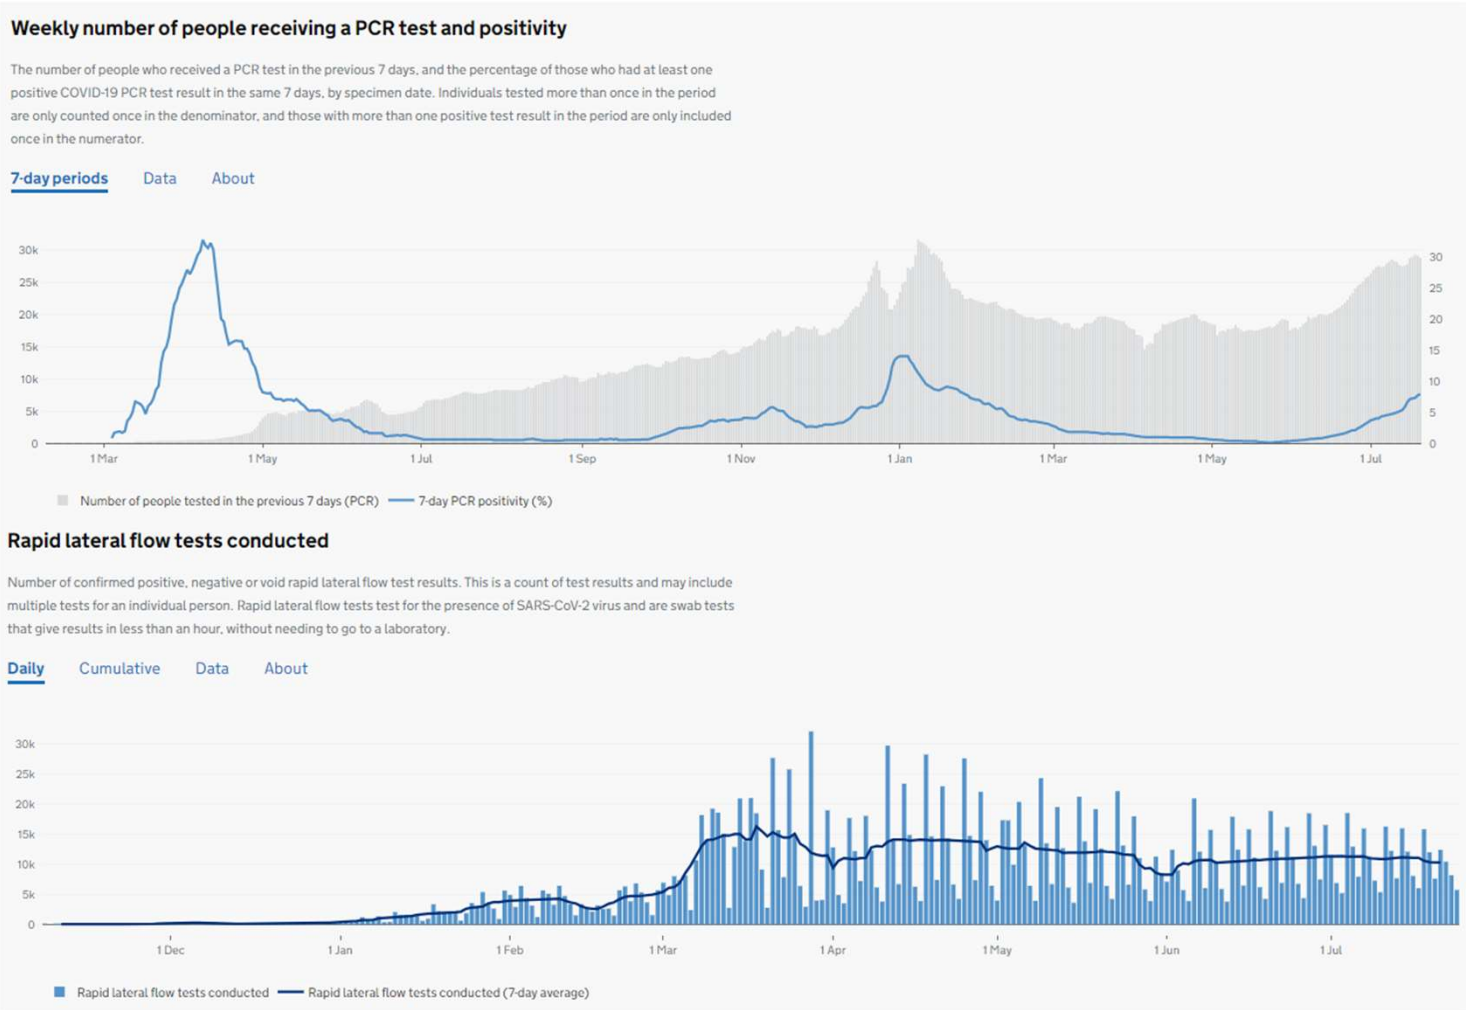 Weekly number of people receiving a PCR test and positivity
The number of people who received a PCR test in the previous 7 days, and the percentage of those who had at least one
positive COVID-19 PCR test result in the same 7 days, by specimen date. Individuals tested more than once in the period
are only counted once in the denominator, and those with more than one positive test result in the period are only included
once in the numerator.
7-day periods Data About
30k 30
25k 25
20k 20
15k 15
10k 10
5k 5
0 0
1 Mar 1 May 1 Jul 1 Sep 1 Nov 1 Jan 1 Mar 1 May 1 Jul
Number of people tested in the previous 7 days (PCR) 7-day PCR positivity (%)
Rapid lateral flow tests conducted
Number of confirmed positive, negative or void rapid lateral flow test results. This is a count of test results and may include
multiple tests for an individual person. Rapid lateral flow tests test for the presence of SARS-CoV-2 virus and are swab tests
that give results in less than an hour, without needing to go to a laboratory.
Daily Cumulative Data About
30k
25k
20k
15k
10k
5k
0
1 Dec 1 Jan 1 Feb 1 Mar 1 Apr 1 May 1 Jun 1 Jul
Rapid lateral flow tests conducted Rapid lateral flow tests conducted (7-day average)